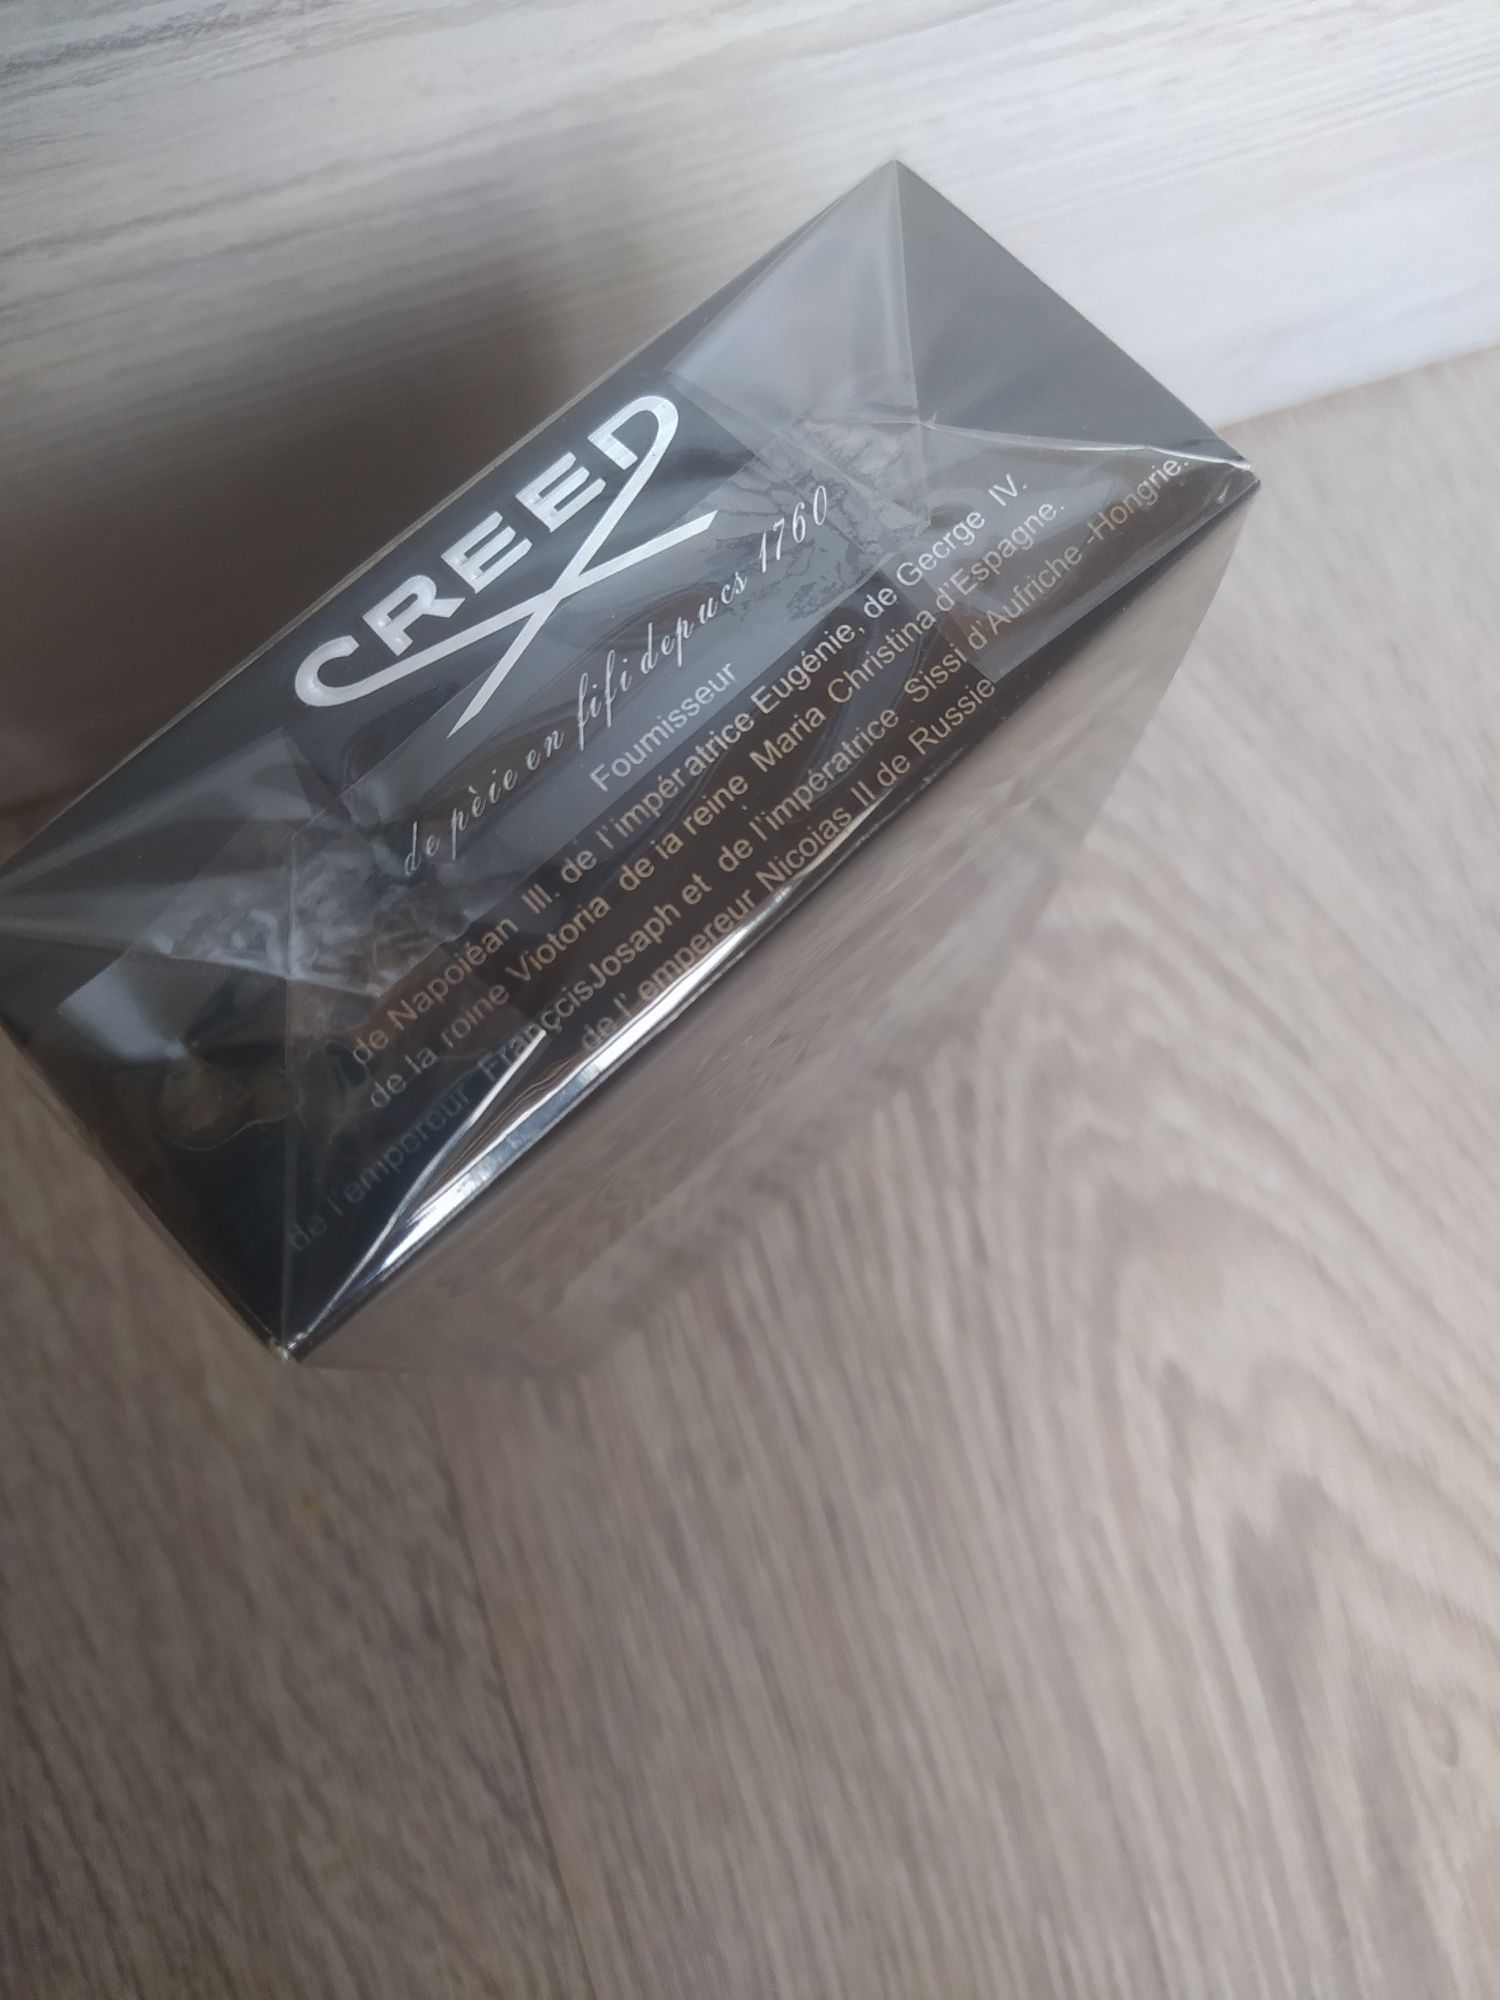 CREED
de pèie en fifi depucs 1760
Foumisseur
de Napoiéan III. de l'impératrice Eugénie, de Gecrge IV.
de la roine Viotoria de ia reine Maria Christina d'Espagne.
de l'empereur FrançcisJosaph et de l'impératrice Sissi d'Aufriche-Hongrie.
de l'empereur Nicoias II de Russie